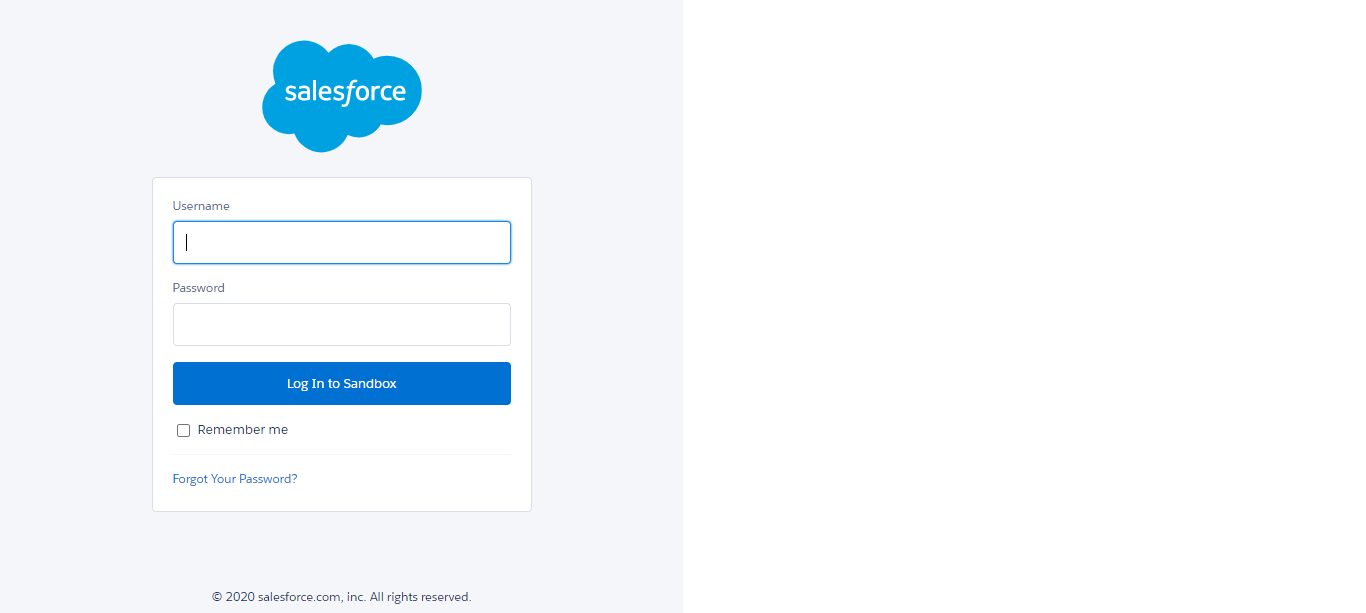 salesforce
Username
Password
Log In to Sandbox
Remember me
Forgot Your Password?
© 2020 salesforce.com, inc. All rights reserved.